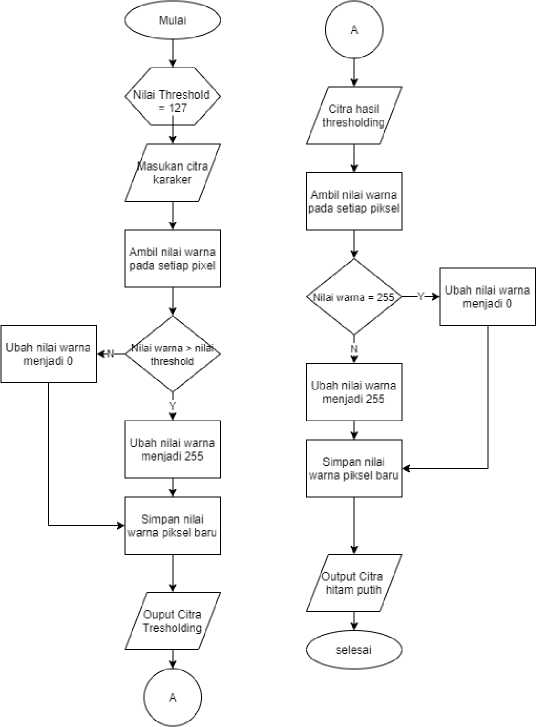 Mulai
Nilai Threshold
= 127
Masukan citra
karaker
Ambil nilai warna
pada setiap pixel
Nilai warna > nilai
threshold
N
Ubah nilai warna
menjadi 0
Y
Ubah nilai warna
menjadi 255
Simpan nilai
warna piksel baru
Ouput Citra
Tresholding
A
A
Citra hasil
thresholding
Ambil nilai warna
pada setiap piksel
Nilai warna = 255
Y
Ubah nilai warna
menjadi 0
N
Ubah nilai warna
menjadi 255
Simpan nilai
warna piksel baru
Output Citra
hitam putih
selesai